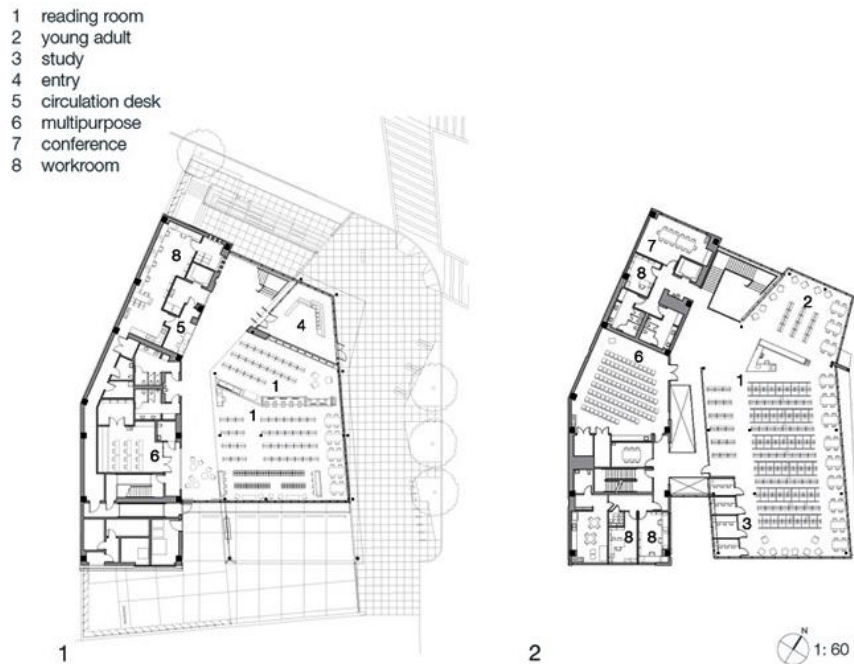 1 reading room
2 young adult
3 study
4 entry
5 circulation desk
6 multipurpose
7 conference
8 workroom
8
5
4
1
1
6
1
7
8
2
6
1
3
8
8
2
N
1: 60